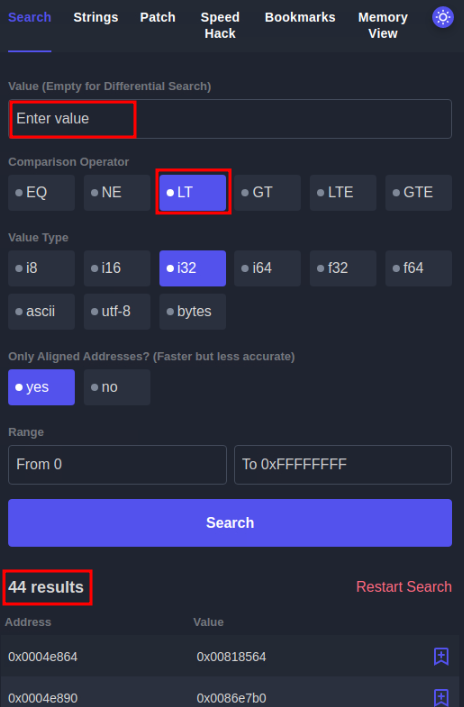 Search Strings Patch Speed Hack Bookmarks Memory View
Value (Empty for Differential Search)
Enter value
Comparison Operator
EQ NE LT GT LTE GTE
Value Type
i8 i16 i32 i64 f32 f64
ascii utf-8 bytes
Only Aligned Addresses? (Faster but less accurate)
yes no
Range
From 0 To 0xFFFFFFFF
Search
44 results Restart Search
Address Value
0x0004e864 0x00818564
0x0004e890 0x0086e7b0